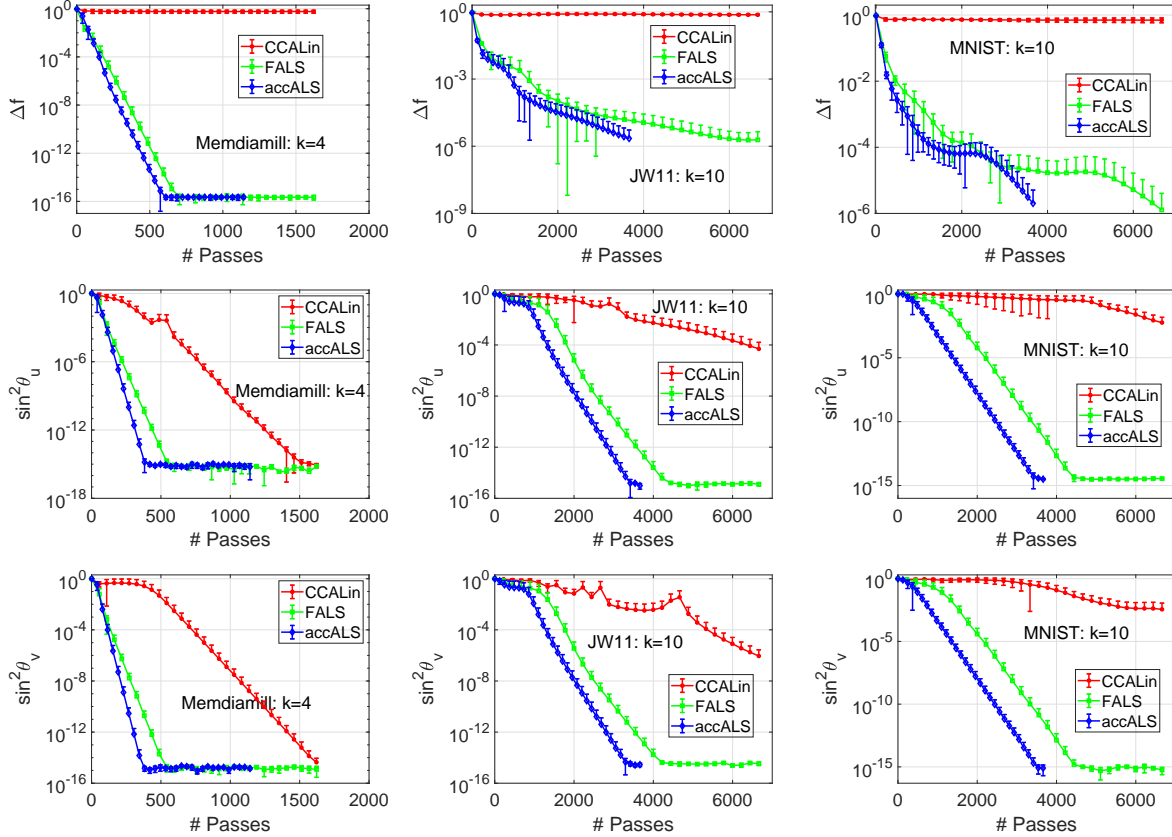 10^0
10^-4
10^-8
10^-12
10^-16
Δf
CCALin
FALS
accALS
Memdiamill: k=4
0 500 1000 1500 2000
# Passes
10^0
10^-3
10^-6
10^-9
Δf
CCALin
FALS
accALS
JW11: k=10
0 2000 4000 6000
# Passes
10^0
10^-2
10^-4
10^-6
Δf
MNIST: k=10
CCALin
FALS
accALS
0 2000 4000 6000
# Passes
10^0
10^-6
10^-12
10^-18
sin^2θ_u
CCALin
FALS
accALS
Memdiamill: k=4
0 500 1000 1500 2000
# Passes
10^0
10^-4
10^-8
10^-12
10^-16
sin^2θ_u
JW11: k=10
CCALin
FALS
accALS
0 2000 4000 6000
# Passes
10^0
10^-5
10^-10
10^-15
sin^2θ_u
MNIST: k=10
CCALin
FALS
accALS
0 2000 4000 6000
# Passes
10^0
10^-4
10^-8
10^-12
10^-16
sin^2θ_v
CCALin
FALS
accALS
Memdiamill: k=4
0 500 1000 1500 2000
# Passes
10^0
10^-4
10^-8
10^-12
10^-16
sin^2θ_v
JW11: k=10
CCALin
FALS
accALS
0 2000 4000 6000
# Passes
10^0
10^-5
10^-10
10^-15
sin^2θ_v
MNIST: k=10
CCALin
FALS
accALS
0 2000 4000 6000
# Passes